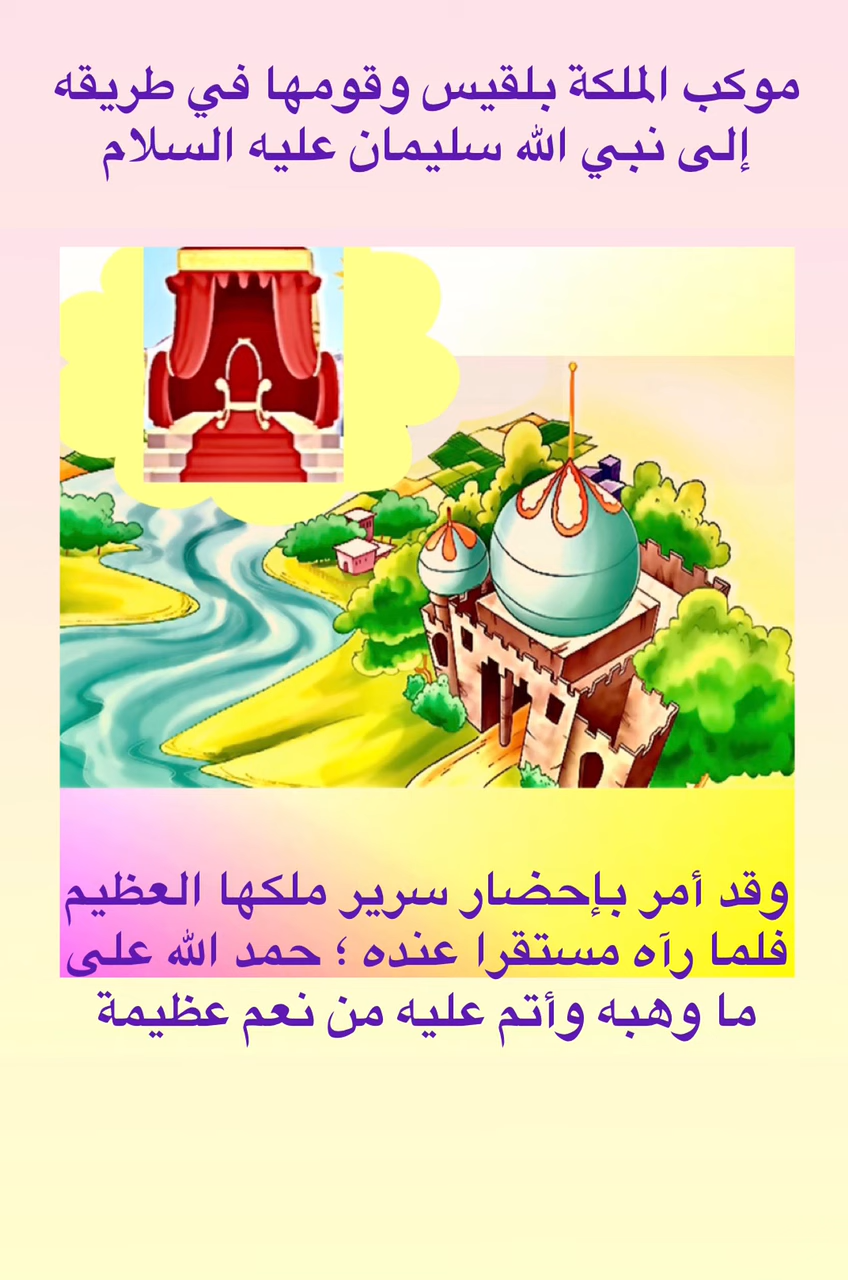 موكب الملكة بلقيس وقومها في طريقه
إلى نبي الله سليمان عليه السلام
وقد أمر بإحضار سرير ملكها العظيم
فلما رآه مستقرا عنده ؛ حمد الله على
ما وهبه وأتم عليه من نعم عظيمة